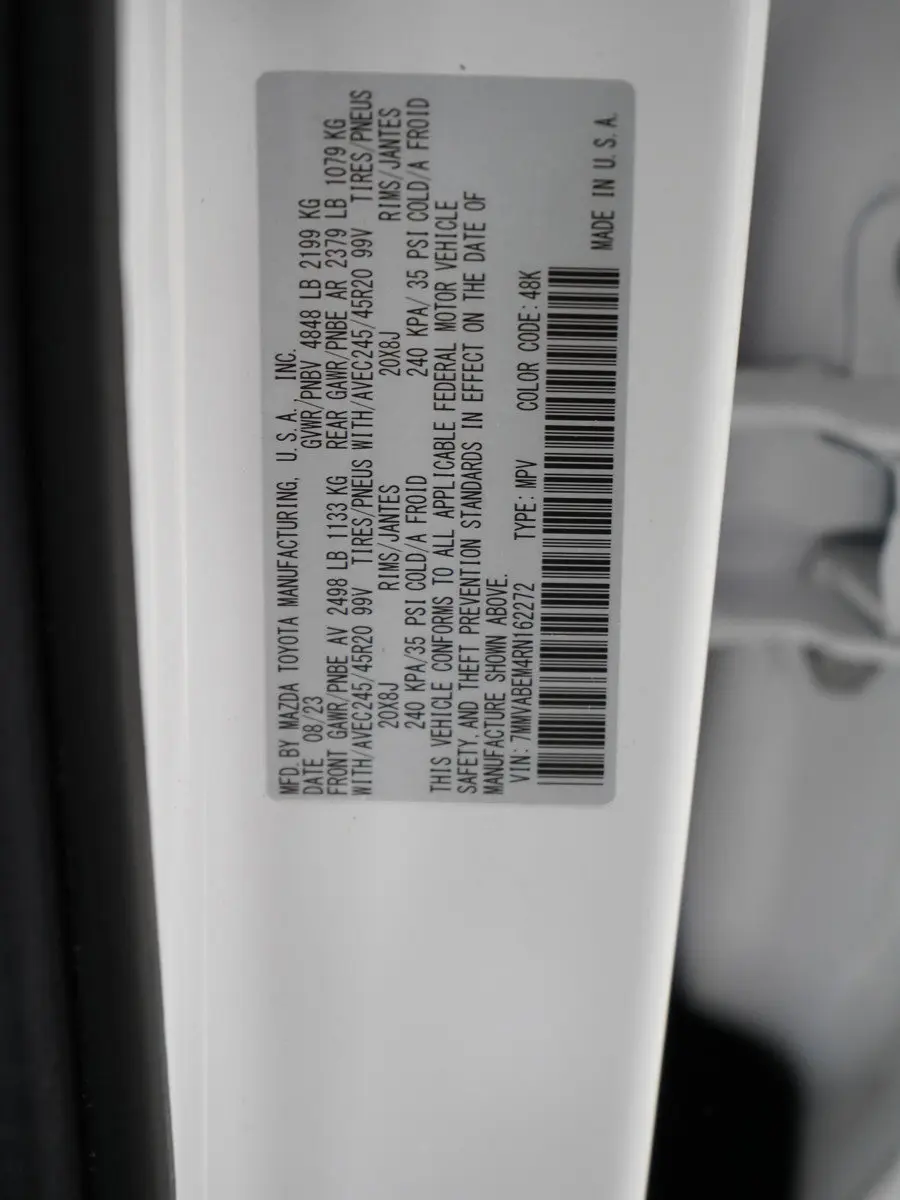 MFD. BY MAZDA TOYOTA MANUFACTURING, U. S. A., INC.
DATE 08/23 GVWR/PNBV 4848 LB 2199 KG
FRONT GAWR/PNBE AV 2498 LB 1133 KG REAR GAWR/PNBE AR 2379 LB 1079 KG
WITH/AVEC245/45R20 99V TIRES/PNEUS WITH/AVEC245/45R20 99V TIRES/PNEUS
20X8J RIMS/JANTES 20X8J RIMS/JANTES
240 KPA/35 PSI COLD/A FROID 240 KPA/ 35 PSI COLD/A FROID
THIS VEHICLE CONFORMS TO ALL APPLICABLE FEDERAL MOTOR VEHICLE
SAFETY, AND THEFT PREVENTION STANDARDS IN EFFECT ON THE DATE OF
MANUFACTURE SHOWN ABOVE.
VIN: 7MMVABEM4RN162272 TYPE: MPV COLOR CODE: 48K
MADE IN U. S. A.